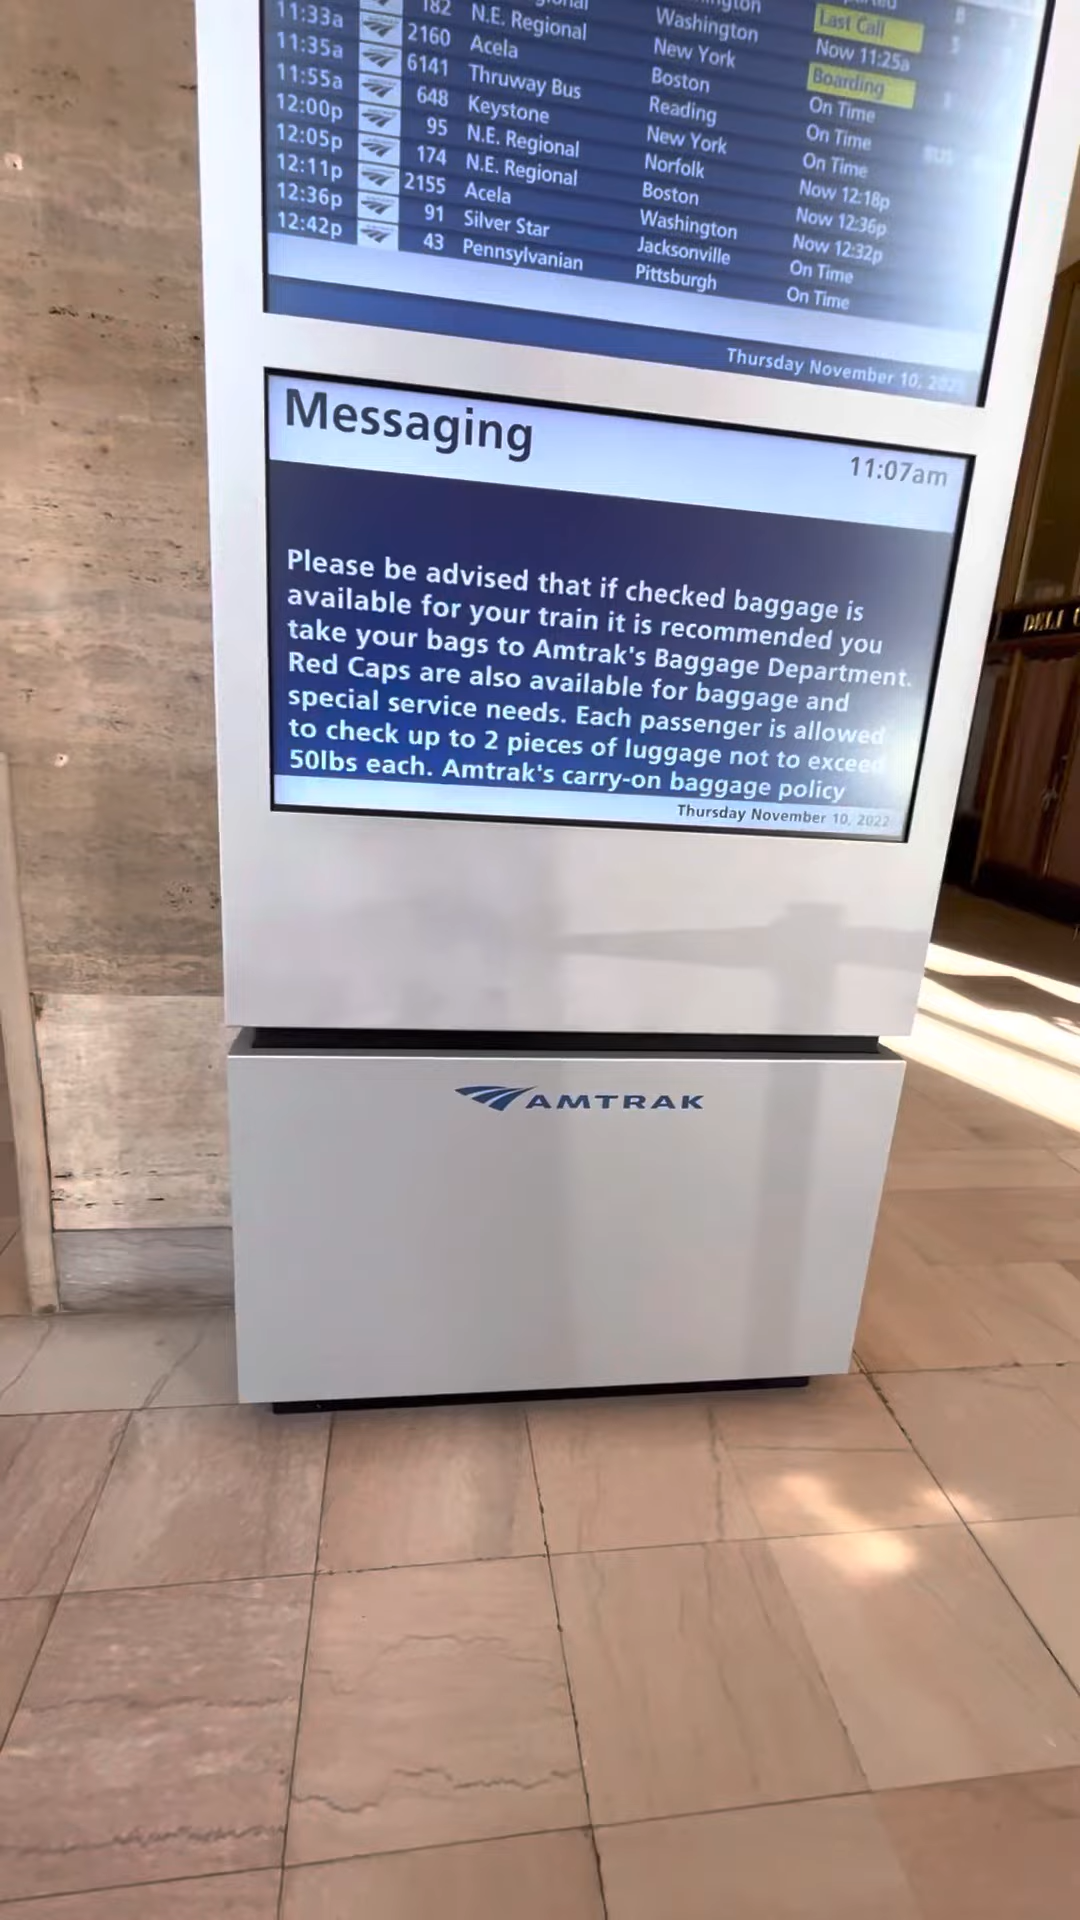 Last Call
Washington Now 11:25a
182 N.E. Regional New York Boarding
11:33a 2160 Acela Boston On Time
11:35a 6141 Thruway Bus Reading On Time BUS
11:55a 648 Keystone New York On Time
12:00p 95 N.E. Regional Norfolk Now 12:18p
12:05p 174 N.E. Regional Boston Now 12:36p
12:11p 2155 Acela Washington Now 12:32p
12:36p 91 Silver Star Jacksonville On Time
12:42p 43 Pennsylvanian Pittsburgh On Time
Thursday November 10, 2022
Messaging
11:07am
Please be advised that if checked baggage is
available for your train it is recommended you
take your bags to Amtrak's Baggage Department.
Red Caps are also available for baggage and
special service needs. Each passenger is allowed
to check up to 2 pieces of luggage not to exceed
50lbs each. Amtrak's carry-on baggage policy
Thursday November 10, 2022
DELI
AMTRAK